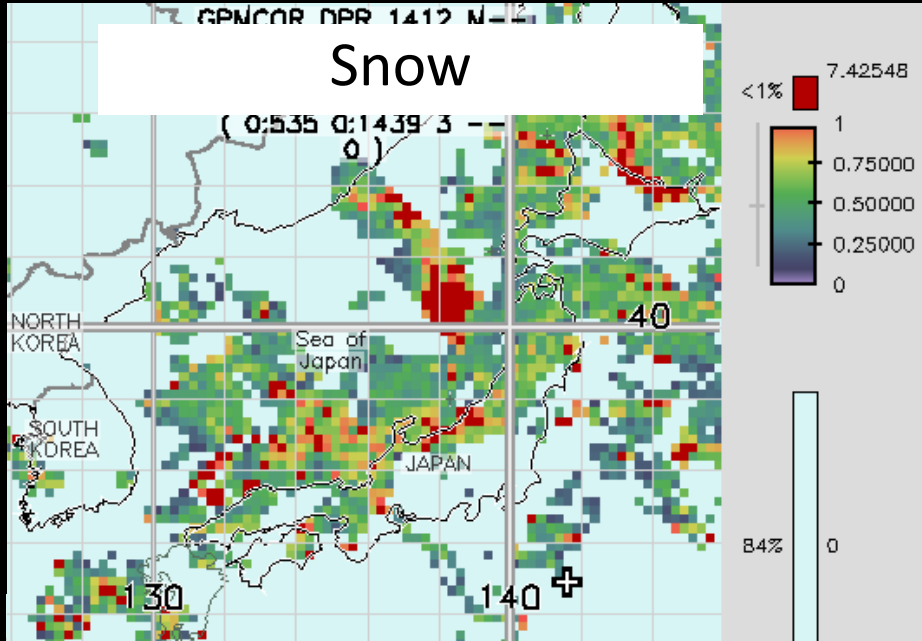 GPMCOR DPR 1412 M--
Snow
( 0:535 0:1439 3 --
0 )
7.42548
<1%
1
0.75000
0.50000
0.25000
0
NORTH
KOREA
Sea of
Japan
40
SOUTH
KOREA
JAPAN
130
140
84%
0